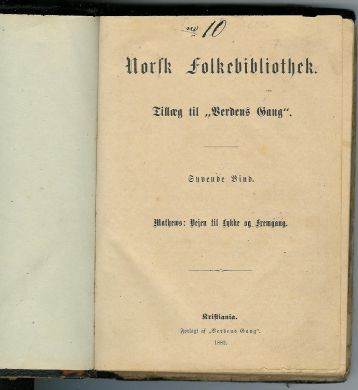 no 10
Norsk Folkebibliothek.
Tillæg til „Verdens Gang“.
Syvende Bind.
Mathews: Vejen til Lykke og Fremgang.
Kristiania.
Forlagt af „Verdens Gang“.